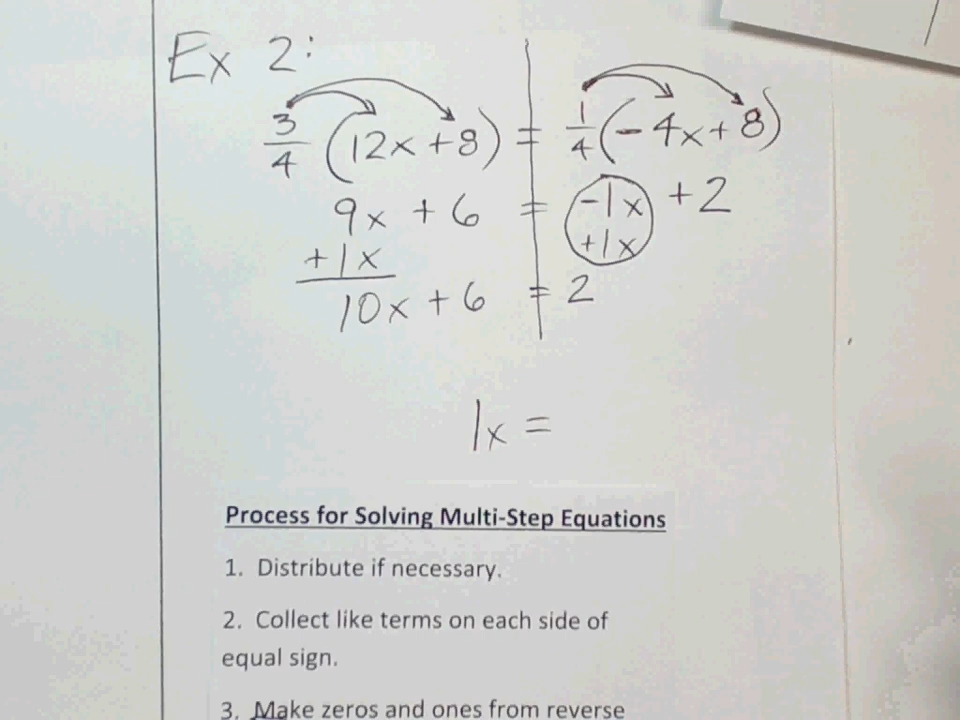 Ex 2:
3/4 (12x + 8) = 1/4 (-4x + 8)
9x + 6 = -1x + 2
+1x +1x
10x + 6 = 2
1x =
Process for Solving Multi-Step Equations
1. Distribute if necessary.
2. Collect like terms on each side of
equal sign.
3. Make zeros and ones from reverse